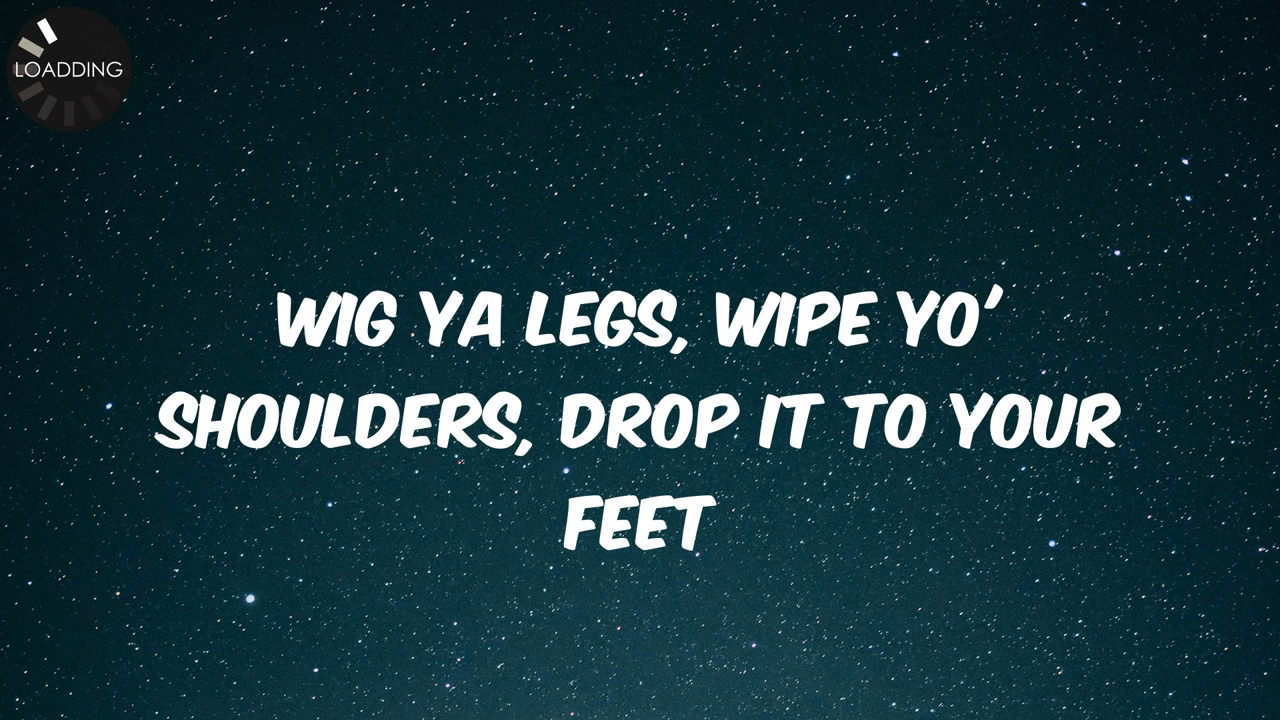 LOADDING
WIG YA LEGS, WIPE YO'
SHOULDERS, DROP IT TO YOUR
FEET